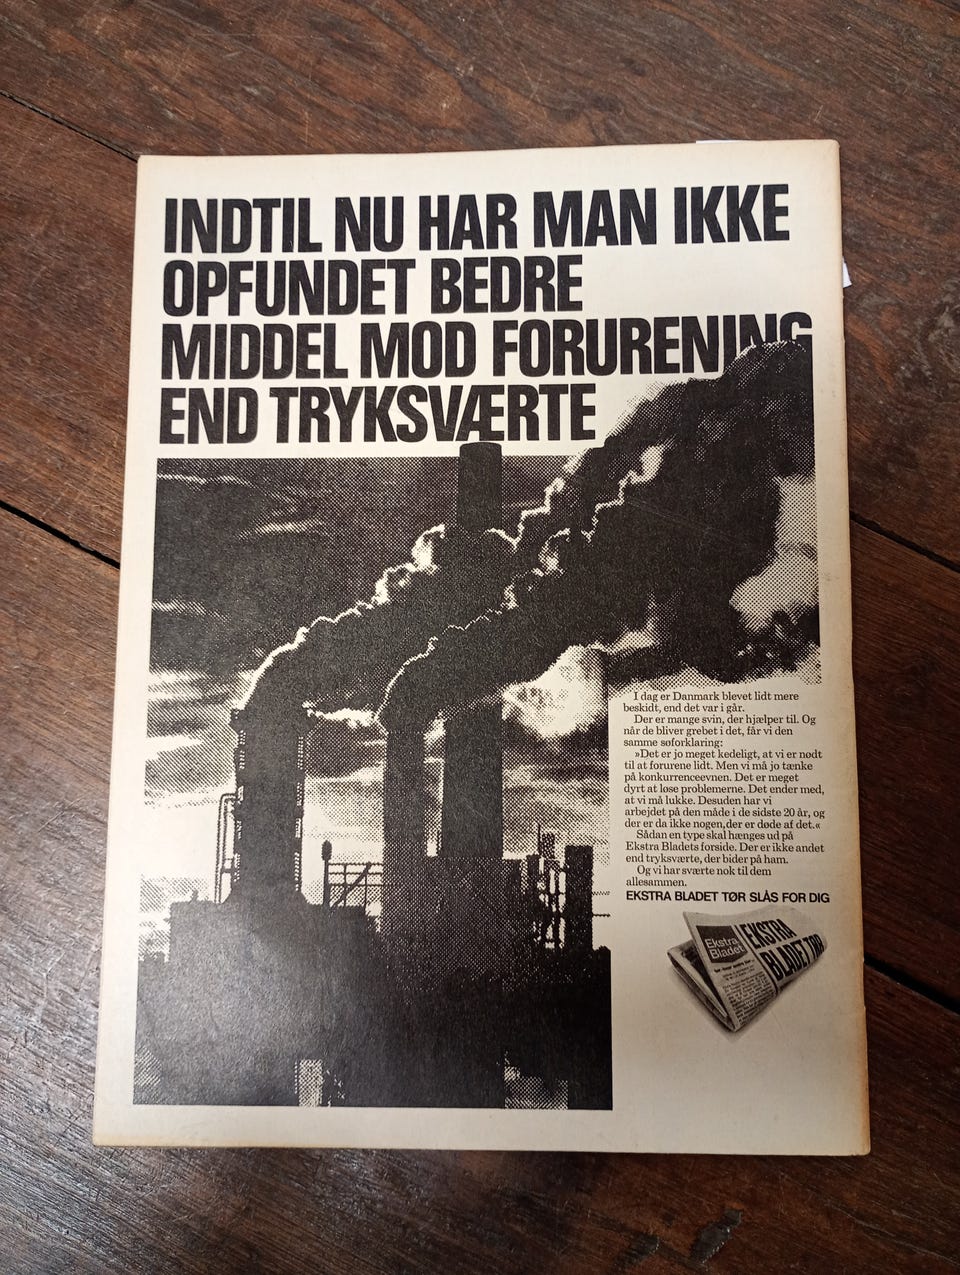 INDTIL NU HAR MAN IKKE
OPFUNDET BEDRE
MIDDEL MOD FORURENING
END TRYKSVÆRTE
I dag er Danmark blevet lidt mere
beskidt, end det var i går.
Der er mange svin, der hjælper til. Og
når de bliver grebet i det, får vi den
samme søforklaring:
»Det er jo meget kedeligt, at vi er nødt
til at forurene lidt. Men vi må jo tænke
på konkurrenceevnen. Det er meget
dyrt at løse problemerne. Det ender med,
at vi må lukke. Desuden har vi
arbejdet på den måde i de sidste 20 år, og
der er da ikke nogen, der er døde af det.«
Sådan en type skal hænges ud på
Ekstra Bladets forside. Der er ikke andet
end tryksværte, der bider på ham.
Og vi har sværte nok til dem
allesammen.
EKSTRA BLADET TØR SLÅS FOR DIG
Ekstra
Bladet
EKSTRA
BLADET TØR